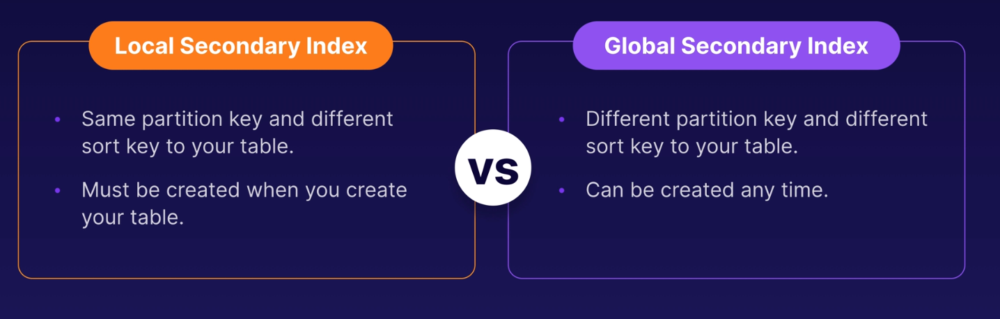 Local Secondary Index
• Same partition key and different
sort key to your table.
• Must be created when you create
your table.
vs
Global Secondary Index
• Different partition key and different
sort key to your table.
• Can be created any time.